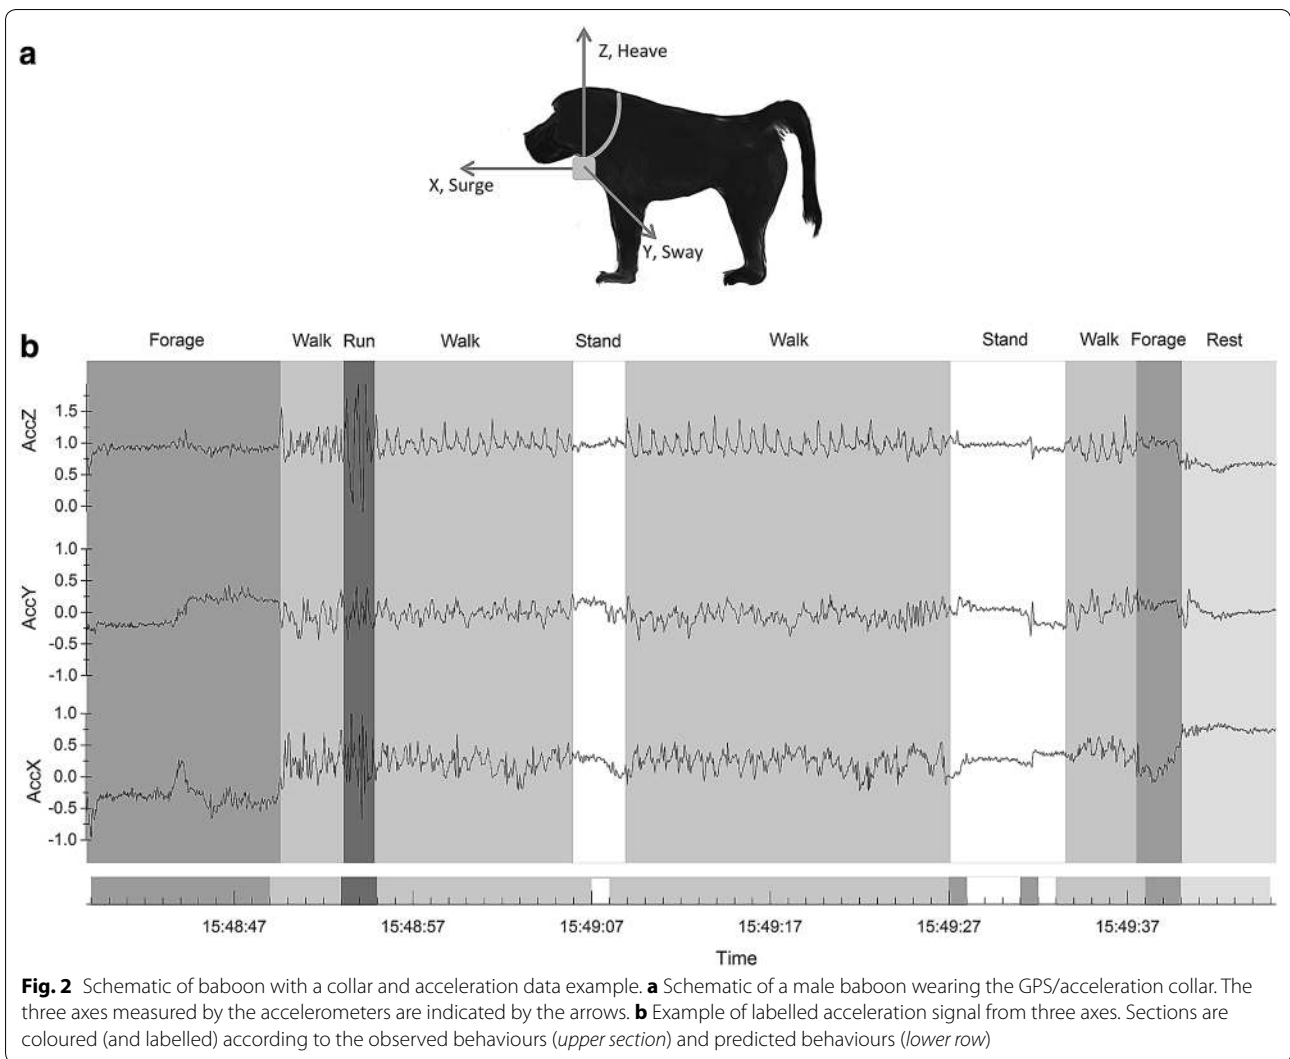 a
Z, Heave
X, Surge
Y, Sway
b
Forage Walk Run Walk Stand Walk Stand Walk Forage Rest
AccZ
1.5
1.0
0.5
0.0
AccY
1.0
0.5
0.0
-0.5
-1.0
AccX
1.0
0.5
0.0
-0.5
-1.0
15:48:47 15:48:57 15:49:07 15:49:17 15:49:27 15:49:37
Time
Fig. 2 Schematic of baboon with a collar and acceleration data example. a Schematic of a male baboon wearing the GPS/acceleration collar. The
three axes measured by the accelerometers are indicated by the arrows. b Example of labelled acceleration signal from three axes. Sections are
coloured (and labelled) according to the observed behaviours (upper section) and predicted behaviours (lower row)